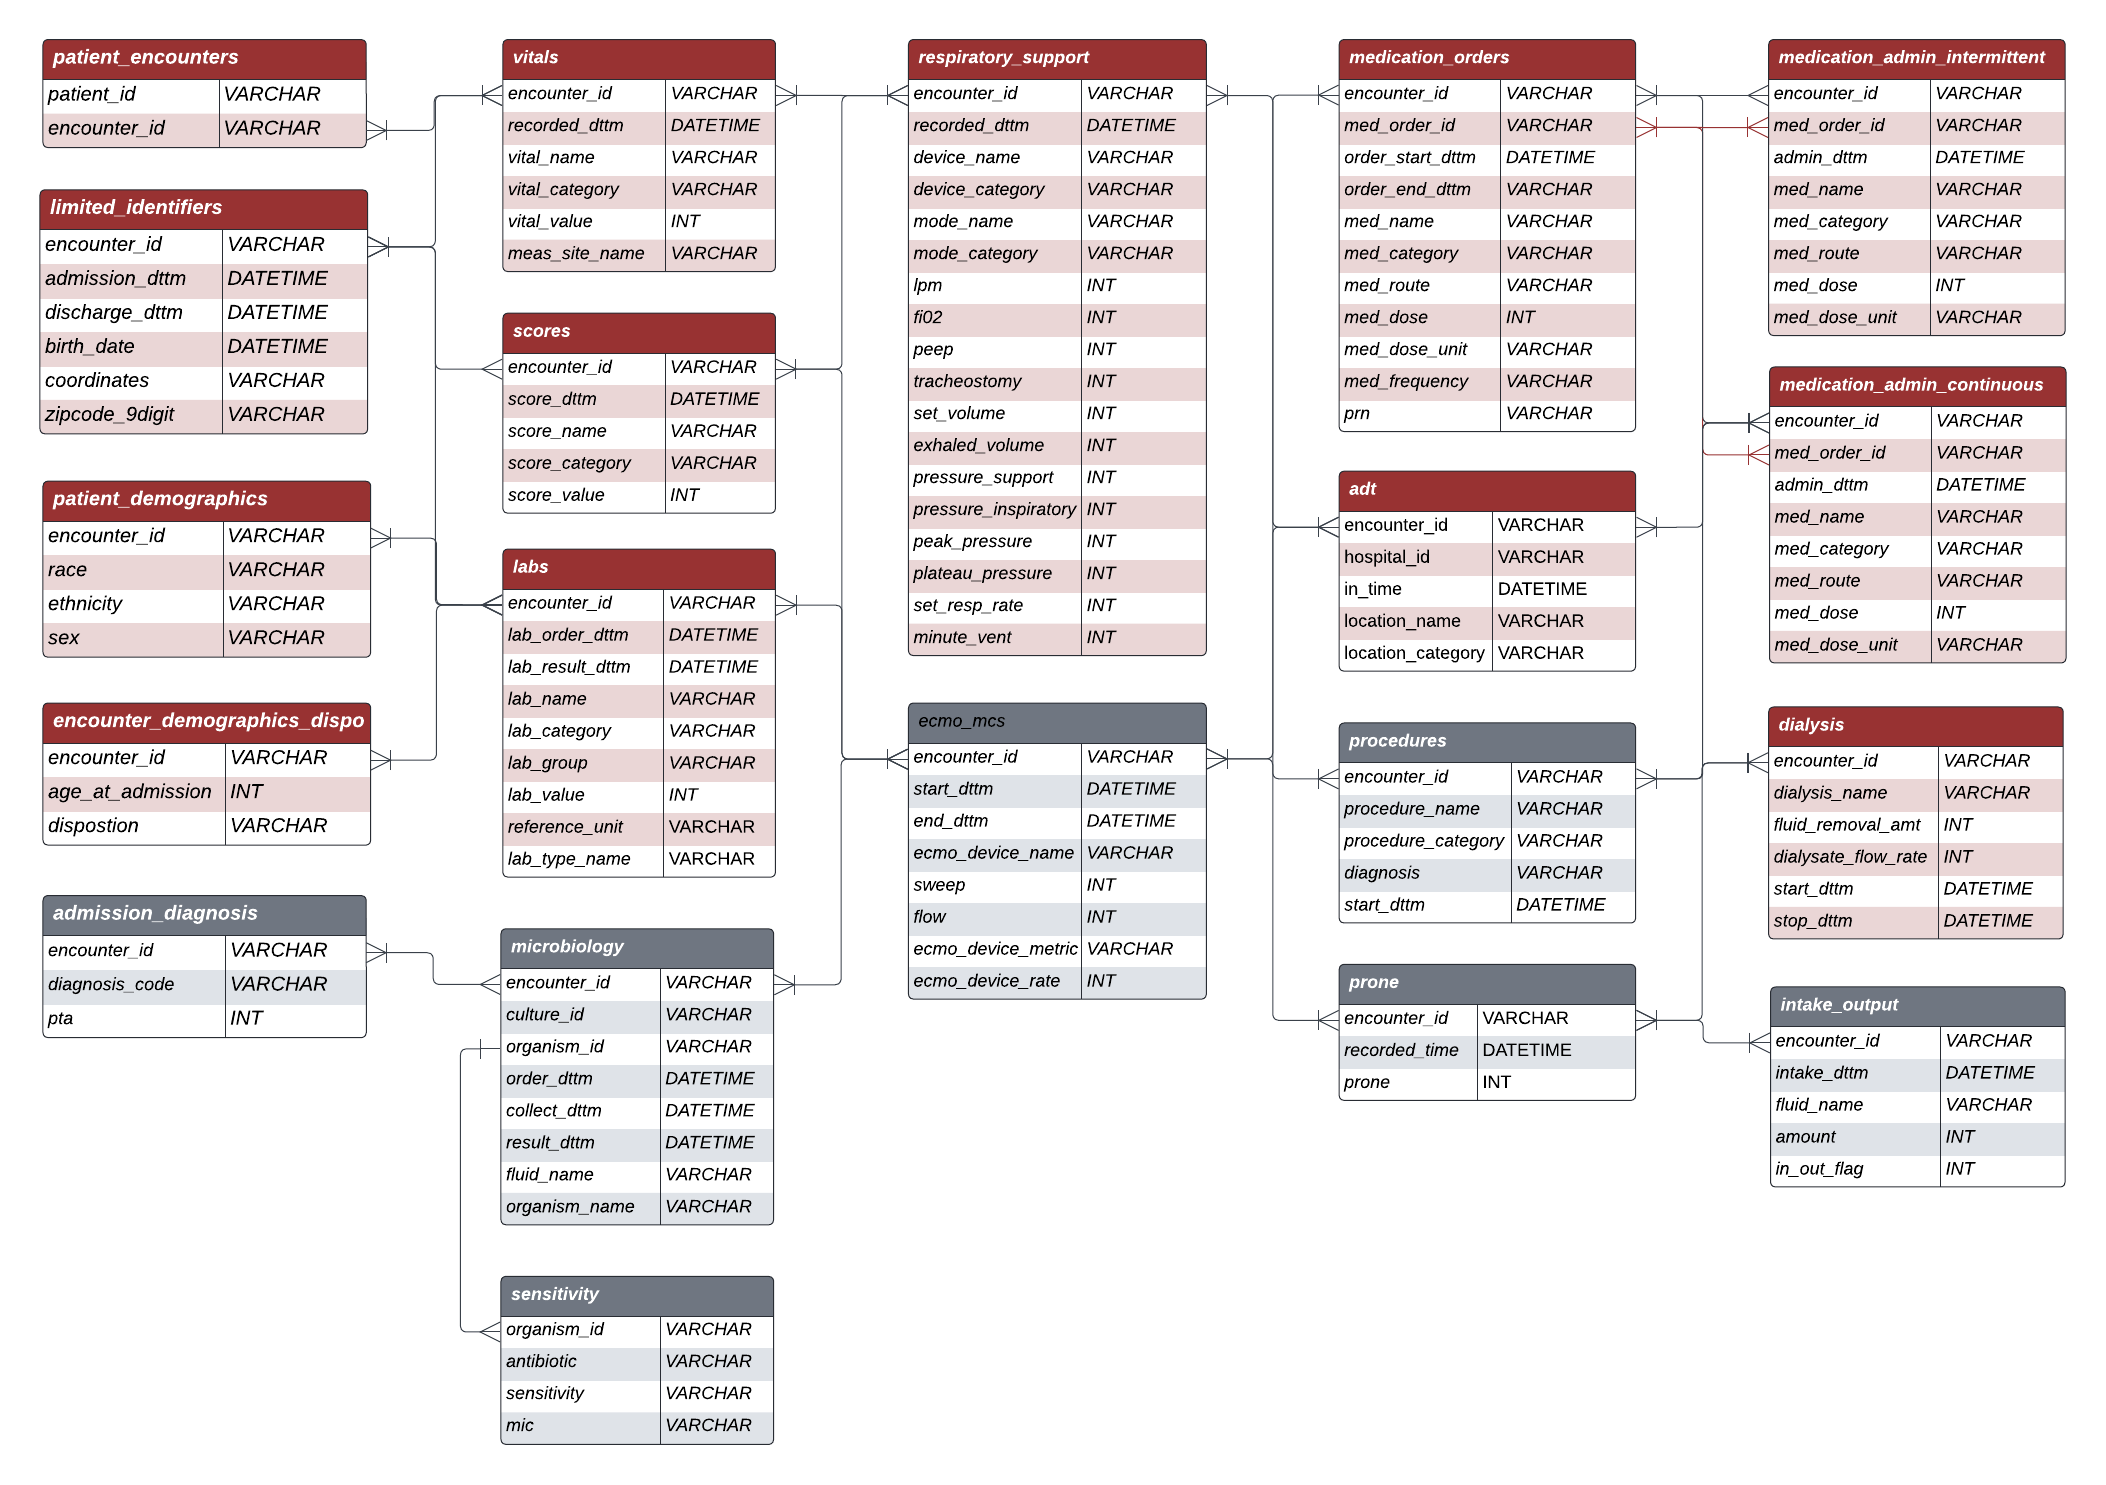 patient_encounters
patient_id VARCHAR
encounter_id VARCHAR
limited_identifiers
encounter_id VARCHAR
admission_dttm DATETIME
discharge_dttm DATETIME
birth_date DATETIME
coordinates VARCHAR
zipcode_9digit VARCHAR
patient_demographics
encounter_id VARCHAR
race VARCHAR
ethnicity VARCHAR
sex VARCHAR
encounter_demographics_dispo
encounter_id VARCHAR
age_at_admission INT
dispostion VARCHAR
admission_diagnosis
encounter_id VARCHAR
diagnosis_code VARCHAR
pta INT
vitals
encounter_id VARCHAR
recorded_dttm DATETIME
vital_name VARCHAR
vital_category VARCHAR
vital_value INT
meas_site_name VARCHAR
scores
encounter_id VARCHAR
score_dttm DATETIME
score_name VARCHAR
score_category VARCHAR
score_value INT
labs
encounter_id VARCHAR
lab_order_dttm DATETIME
lab_result_dttm DATETIME
lab_name VARCHAR
lab_category VARCHAR
lab_group VARCHAR
lab_value INT
reference_unit VARCHAR
lab_type_name VARCHAR
microbiology
encounter_id VARCHAR
culture_id VARCHAR
organism_id VARCHAR
order_dttm DATETIME
collect_dttm DATETIME
result_dttm DATETIME
fluid_name VARCHAR
organism_name VARCHAR
sensitivity
organism_id VARCHAR
antibiotic VARCHAR
sensitivity VARCHAR
mic VARCHAR
respiratory_support
encounter_id VARCHAR
recorded_dttm DATETIME
device_name VARCHAR
device_category VARCHAR
mode_name VARCHAR
mode_category VARCHAR
lpm INT
fi02 INT
peep INT
tracheostomy INT
set_volume INT
exhaled_volume INT
pressure_support INT
pressure_inspiratory INT
peak_pressure INT
plateau_pressure INT
set_resp_rate INT
minute_vent INT
ecmo_mcs
encounter_id VARCHAR
start_dttm DATETIME
end_dttm DATETIME
ecmo_device_name VARCHAR
sweep INT
flow INT
ecmo_device_metric VARCHAR
ecmo_device_rate INT
medication_orders
encounter_id VARCHAR
med_order_id VARCHAR
order_start_dttm DATETIME
order_end_dttm VARCHAR
med_name VARCHAR
med_category VARCHAR
med_route VARCHAR
med_dose INT
med_dose_unit VARCHAR
med_frequency VARCHAR
prn VARCHAR
adt
encounter_id VARCHAR
hospital_id VARCHAR
in_time DATETIME
location_name VARCHAR
location_category VARCHAR
procedures
encounter_id VARCHAR
procedure_name VARCHAR
procedure_category VARCHAR
diagnosis VARCHAR
start_dttm DATETIME
prone
encounter_id VARCHAR
recorded_time DATETIME
prone INT
medication_admin_intermittent
encounter_id VARCHAR
med_order_id VARCHAR
admin_dttm DATETIME
med_name VARCHAR
med_category VARCHAR
med_route VARCHAR
med_dose INT
med_dose_unit VARCHAR
medication_admin_continuous
encounter_id VARCHAR
med_order_id VARCHAR
admin_dttm DATETIME
med_name VARCHAR
med_category VARCHAR
med_route VARCHAR
med_dose INT
med_dose_unit VARCHAR
dialysis
encounter_id VARCHAR
dialysis_name VARCHAR
fluid_removal_amt INT
dialysate_flow_rate INT
start_dttm DATETIME
stop_dttm DATETIME
intake_output
encounter_id VARCHAR
intake_dttm DATETIME
fluid_name VARCHAR
amount INT
in_out_flag INT